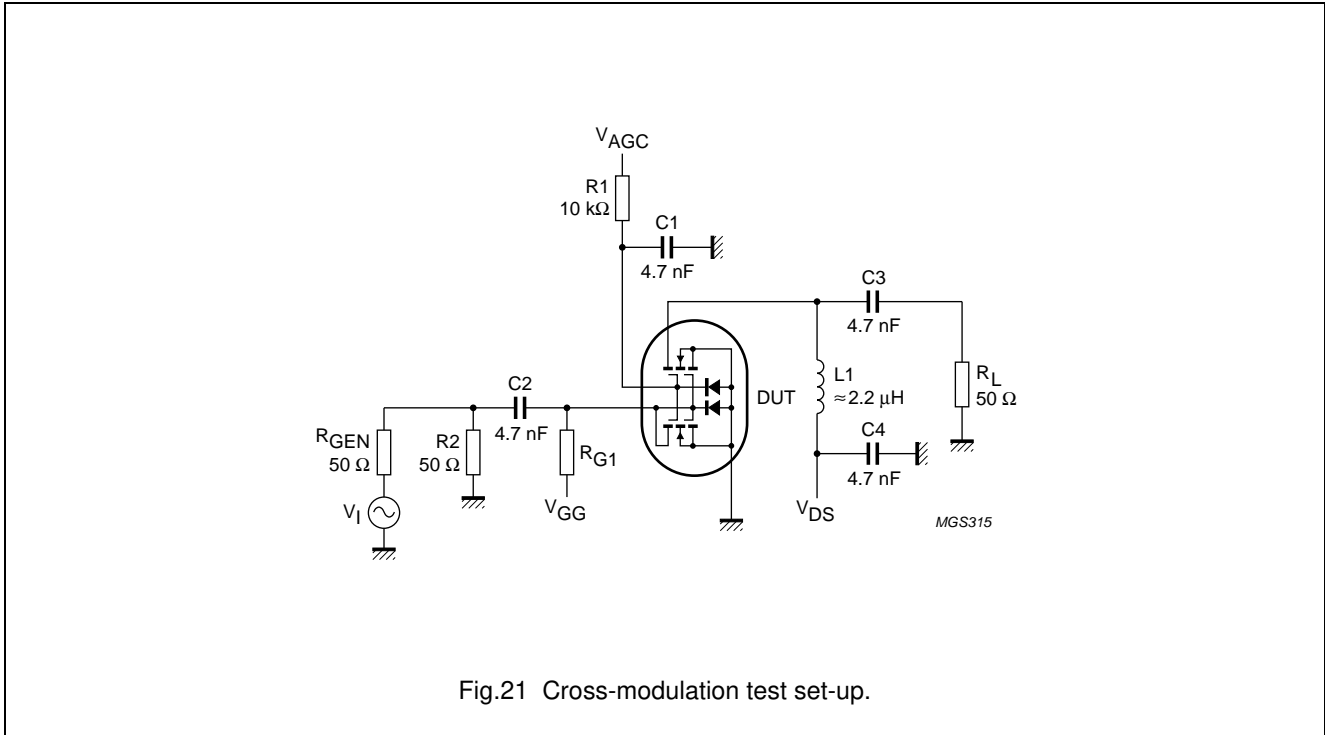 VAGC
R1
10 kΩ
C1
4.7 nF
C3
4.7 nF
L1
≈2.2 μH
RL
50 Ω
DUT
C2
4.7 nF
RGEN
50 Ω
R2
50 Ω
RG1
C4
4.7 nF
VI
VGG
VDS
MGS315
Fig.21 Cross-modulation test set-up.